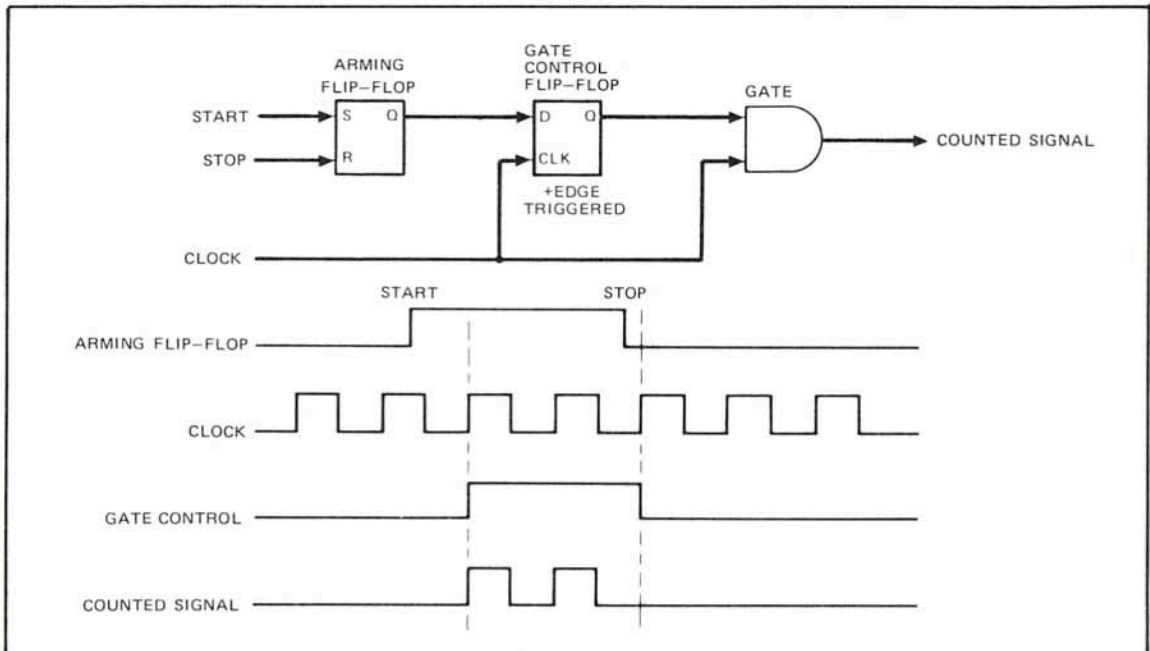 ARMING
FLIP–FLOP
GATE
CONTROL
FLIP–FLOP
GATE
START
S Q
D Q
COUNTED SIGNAL
STOP
R
CLK
+EDGE
TRIGGERED
CLOCK
START
STOP
ARMING FLIP–FLOP
CLOCK
GATE CONTROL
COUNTED SIGNAL